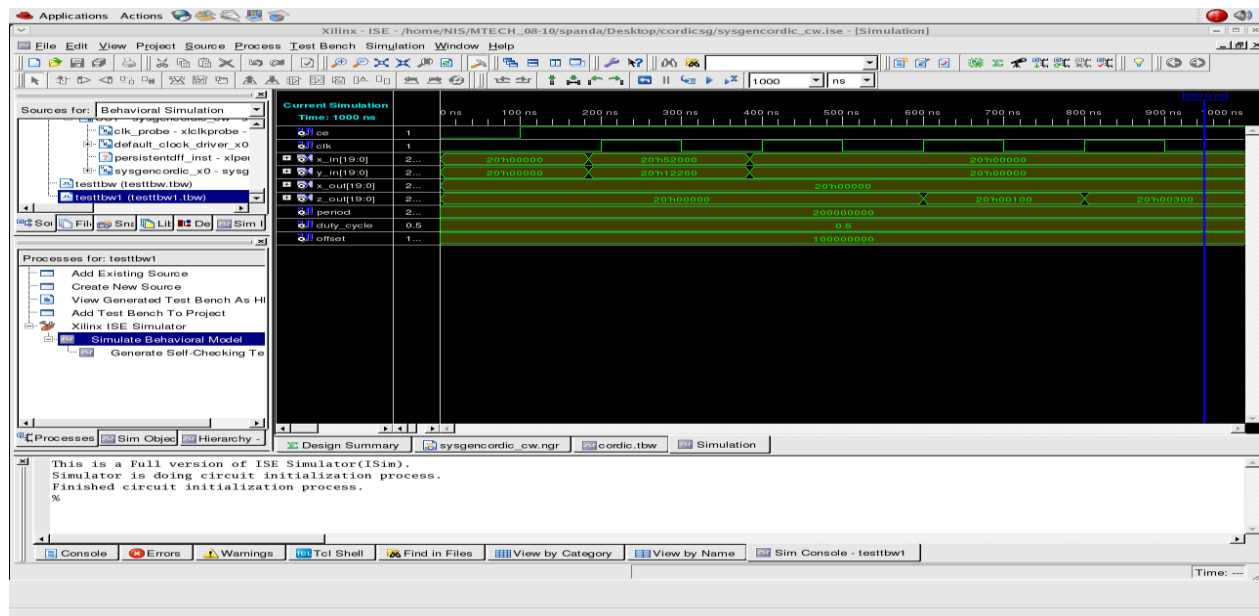 Applications Actions
Xilinx - ISE - /home/NIS/MTECH_08-10/spanda/Desktop/cordicsg/sysgencordic_cw.ise - [Simulation]
File Edit View Project Source Process Test Bench Simulation Window Help
1000 ns
Sources for: Behavioral Simulation
clk_probe - xlclkprobe -
default_clock_driver_x0
persistentdff_inst - xlper
sysgencordic_x0 - sysg
testtbw (testtbw.tbw)
testtbw1 (testtbw1.tbw)
Processes for: testtbw1
Add Existing Source
Create New Source
View Generated Test Bench As HI
Add Test Bench To Project
Xilinx ISE Simulator
Simulate Behavioral Model
Generate Self-Checking Te
Processes Sim Objec Hierarchy -
Current Simulation
Time: 1000 ns
0 ns 100 ns 200 ns 300 ns 400 ns 500 ns 600 ns 700 ns 800 ns 900 ns
ce 1
clk 1
x_in[19:0] 2... 20'h00000 20'h52000 20'h00000
y_in[19:0] 2... 20'h00000 20'h12200 20'h00000
x_out[19:0] 2... 20'h00000
z_out[19:0] 2... 20'h00000 20'h00100 20'h00300
period 2... 200000000
duty_cycle 0.5 0.5
offset 1... 100000000
Design Summary sysgencordic_cw.ngr cordic.tbw Simulation
This is a Full version of ISE Simulator(ISim).
Simulator is doing circuit initialization process.
Finished circuit initialization process.
%
Console Errors Warnings Tcl Shell Find in Files View by Category View by Name Sim Console - testtbw1
Time: ---